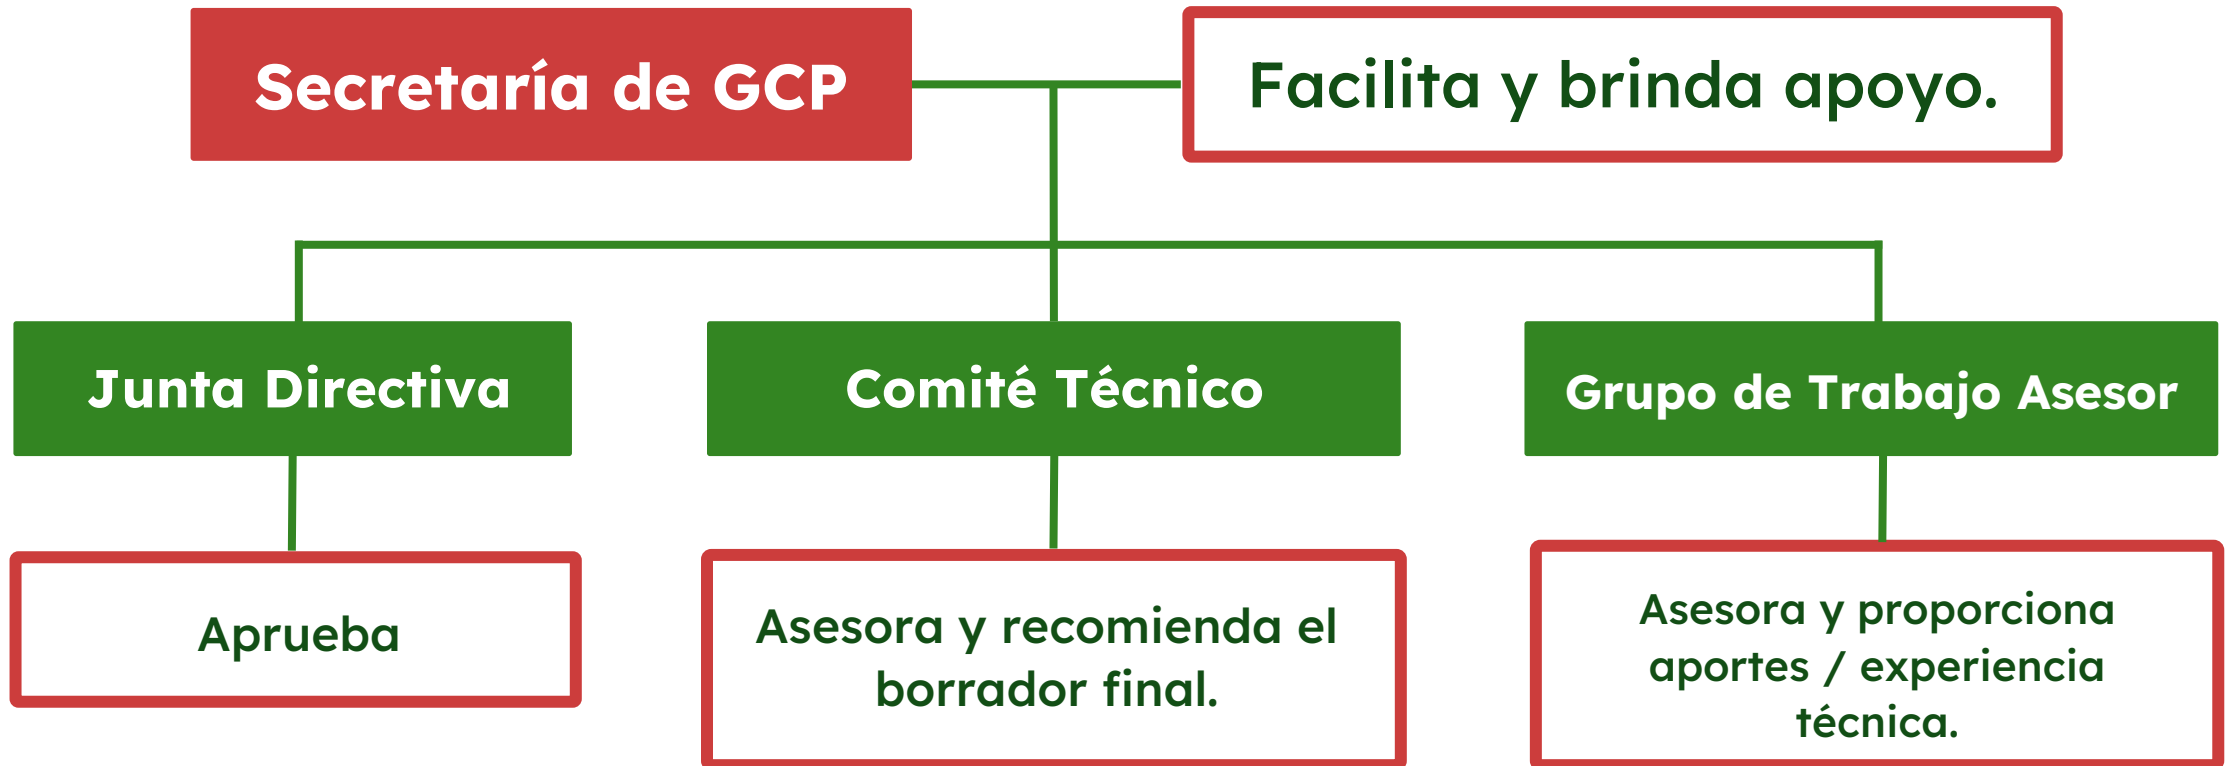 Secretaría de GCP
Facilita y brinda apoyo.
Junta Directiva
Comité Técnico
Grupo de Trabajo Asesor
Aprueba
Asesora y recomienda el
borrador final.
Asesora y proporciona
aportes / experiencia
técnica.